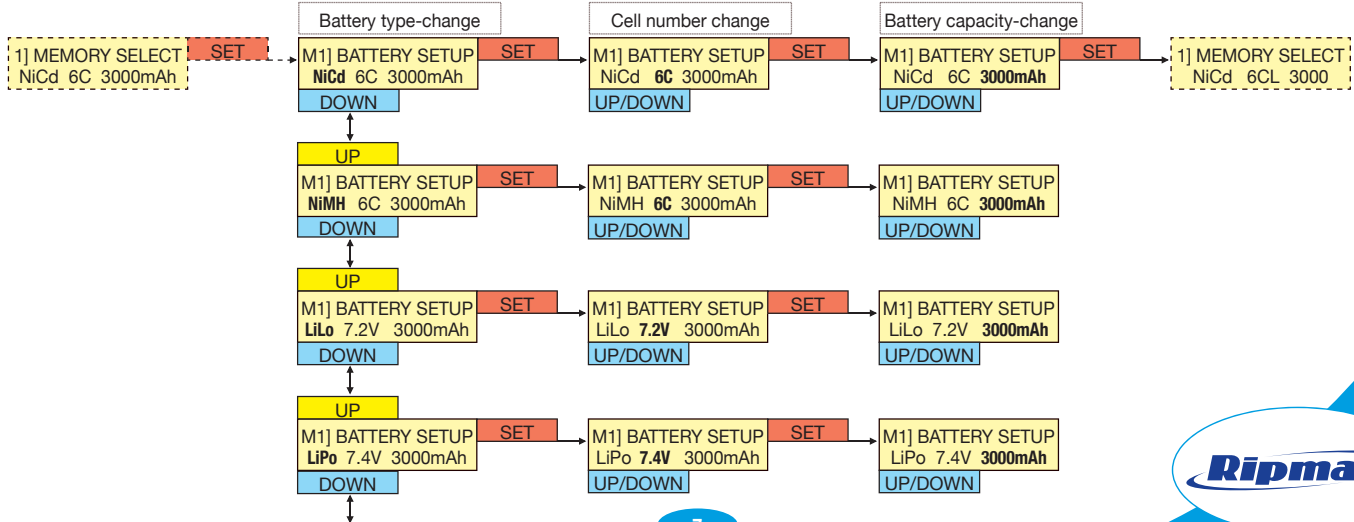 Battery type-change
Cell number change
Battery capacity-change
1] MEMORY SELECT
NiCd 6C 3000mAh
SET
M1] BATTERY SETUP
NiCd 6C 3000mAh
SET
DOWN
M1] BATTERY SETUP
NiCd 6C 3000mAh
SET
UP/DOWN
M1] BATTERY SETUP
NiCd 6C 3000mAh
SET
UP/DOWN
1] MEMORY SELECT
NiCd 6CL 3000
UP
M1] BATTERY SETUP
NiMH 6C 3000mAh
SET
DOWN
M1] BATTERY SETUP
NiMH 6C 3000mAh
SET
UP/DOWN
M1] BATTERY SETUP
NiMH 6C 3000mAh
UP/DOWN
UP
M1] BATTERY SETUP
LiLo 7.2V 3000mAh
SET
DOWN
M1] BATTERY SETUP
LiLo 7.2V 3000mAh
SET
UP/DOWN
M1] BATTERY SETUP
LiLo 7.2V 3000mAh
UP/DOWN
UP
M1] BATTERY SETUP
LiPo 7.4V 3000mAh
SET
DOWN
M1] BATTERY SETUP
LiPo 7.4V 3000mAh
SET
UP/DOWN
M1] BATTERY SETUP
LiPo 7.4V 3000mAh
UP/DOWN